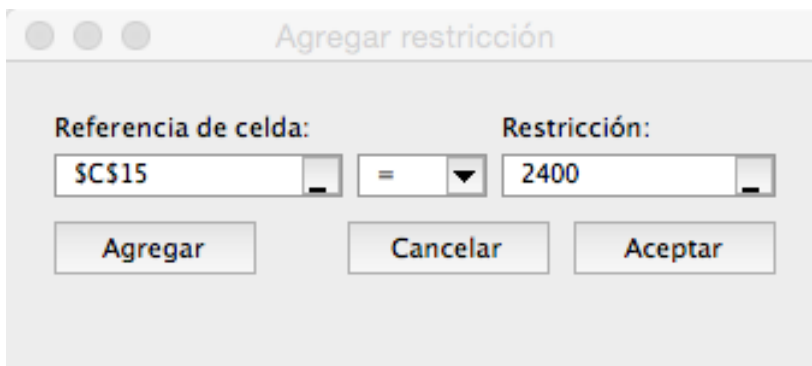 Agregar restricción
Referencia de celda: Restricción:
$C$15 = 2400
Agregar Cancelar Aceptar